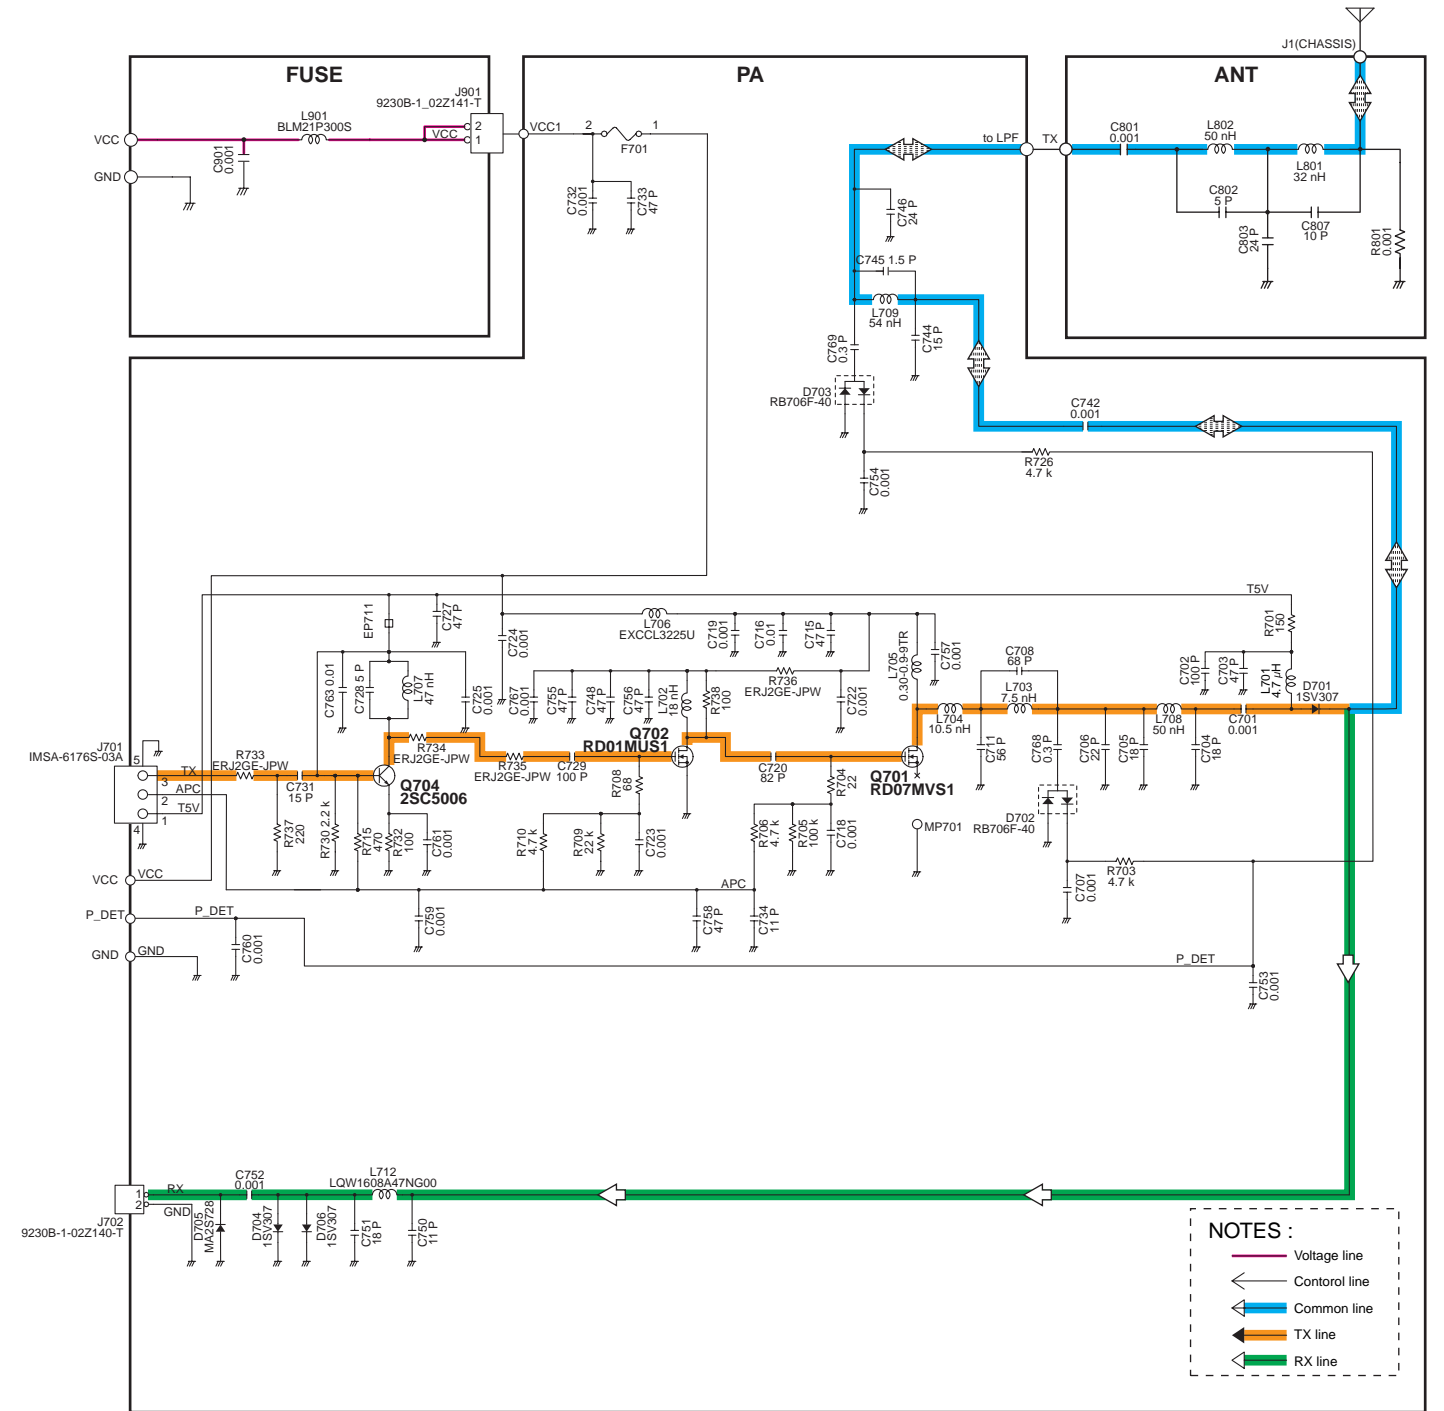 J1(CHASSIS)
FUSE
PA
ANT
J901
9230B-1_02Z141-T
L901
BLM21P300S
VCC
2
VCC
1
VCC1
2
1
F701
C901
0.001
GND
C732
0.001
C733
47 P
to LPF
TX
C801
0.001
L802
50 nH
L801
32 nH
C802
5 P
C807
10 P
C803
24 P
R801
0.001
C746
24 P
C745 1.5 P
L709
54 nH
C744
15 P
C769
0.3 P
D703
RB706F-40
C742
0.001
R726
4.7 k
C754
0.001
T5V
EP711
C727
47 P
C724
0.001
L706
EXCCL3225U
C719
0.001
C716
0.01
C715
47 P
L705
0.30-0.9-9TR
C757
0.001
C708
68 P
R701
150
C763 0.01
C728 5 P
L707
47 nH
C725
0.001
C767
0.001
C755
47P
C748
47P
C756
47P
L702
18 nH
R738
100
R736
ERJ2GE-JPW
C722
0.001
L703
7.5 nH
C702
100 P
C703
47 P
L701
4.7 µH
D701
1SV307
L704
10.5 nH
L708
50 nH
C701
0.001
J701
IMSA-6176S-03A
5
TX
3
APC
2
T5V
1
4
R733
ERJ2GE-JPW
C731
15 P
R734
ERJ2GE-JPW
R735
ERJ2GE-JPW
C729
100 P
Q704
2SC5006
Q702
RD01MUS1
C720
82 P
R704
22
Q701
RD07MVS1
C711
56 P
C768
0.3 P
C706
22 P
C705
18 P
C704
18 P
R708
68
D702
RB706F-40
R737
220
R730 2.2 k
R715
470
R732
100
C761
0.001
R710
4.7 k
R709
22 k
C723
0.001
R706
4.7 k
R705
100 k
C718
0.001
MP701
R703
4.7 k
C707
0.001
VCC
VCC
APC
P_DET
P_DET
C759
0.001
C758
47 P
C734
11 P
C760
0.001
GND
GND
P_DET
C753
0.001
C752
0.001
L712
LQW1608A47NG00
1
RX
2
GND
J702
9230B-1-02Z140-T
D705
MA2S728
D704
1SV307
D706
1SV307
C751
18 P
C750
11 P
NOTES :
Voltage line
Contorol line
Common line
TX line
RX line